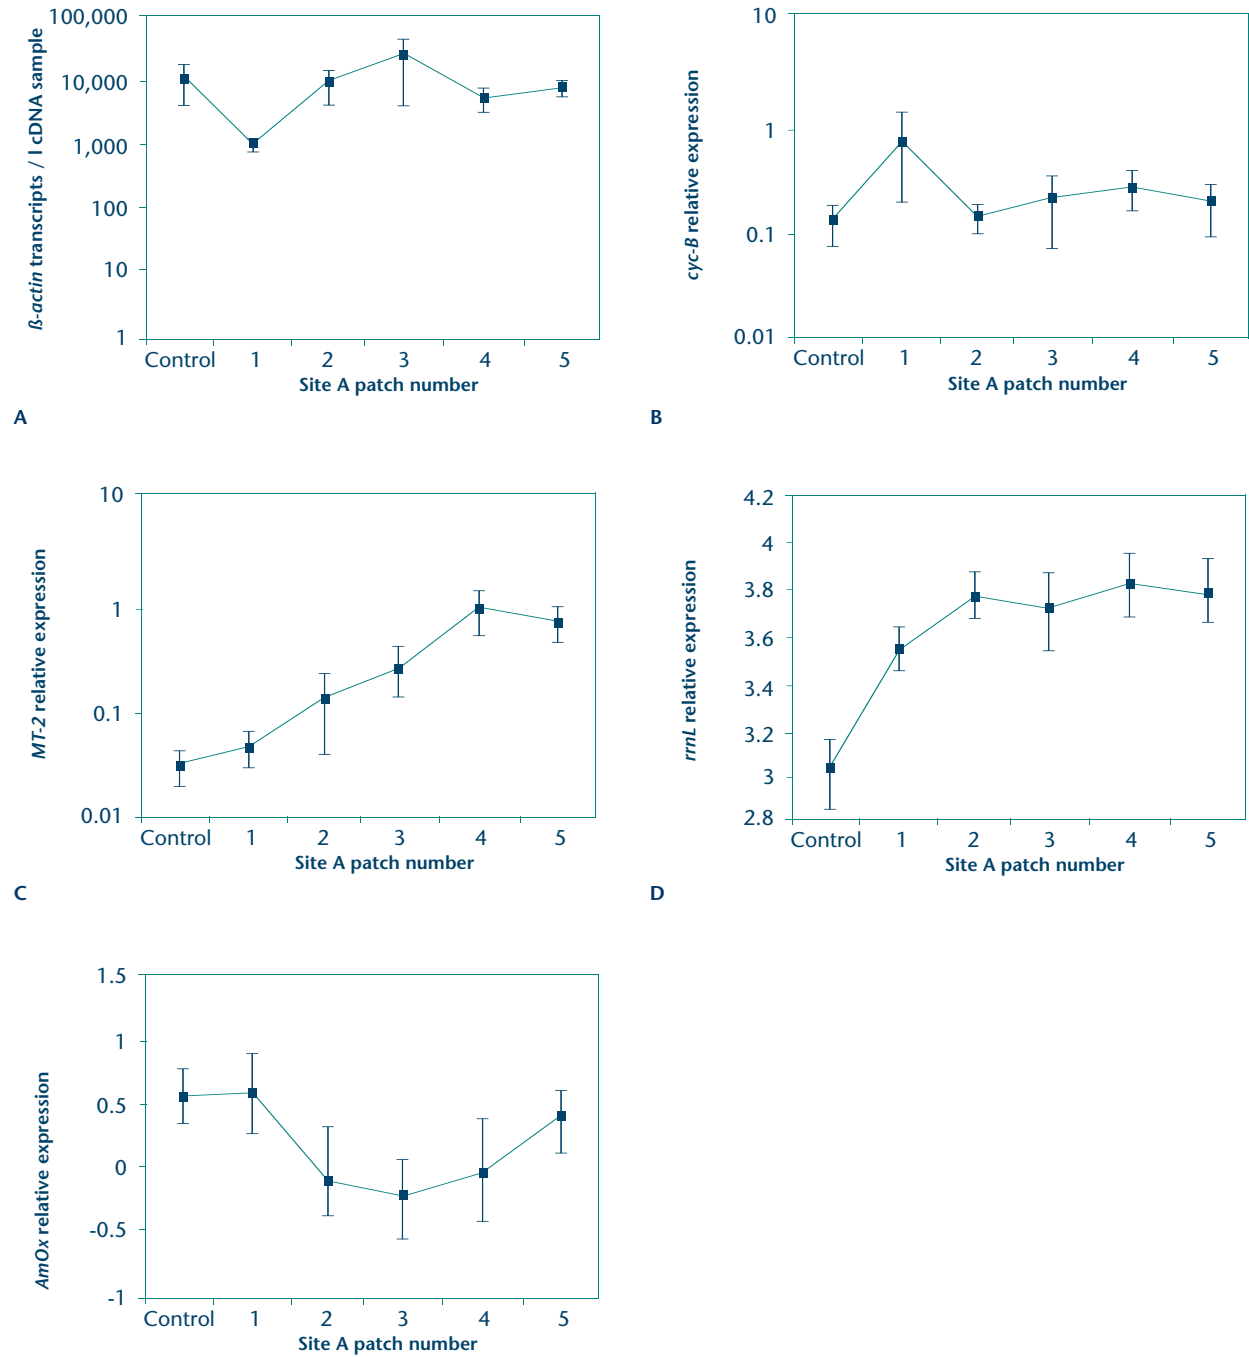 100,000
10,000
1,000
100
10
1
ß-actin transcripts / l cDNA sample
Control 1 2 3 4 5
Site A patch number
A
10
1
0.1
0.01
cyc-B relative expression
Control 1 2 3 4 5
Site A patch number
B
10
1
0.1
0.01
MT-2 relative expression
Control 1 2 3 4 5
Site A patch number
C
4.2
4
3.8
3.6
3.4
3.2
3
2.8
rrnL relative expression
Control 1 2 3 4 5
Site A patch number
D
1.5
1
0.5
0
-0.5
-1
AmOx relative expression
Control 1 2 3 4 5
Site A patch number